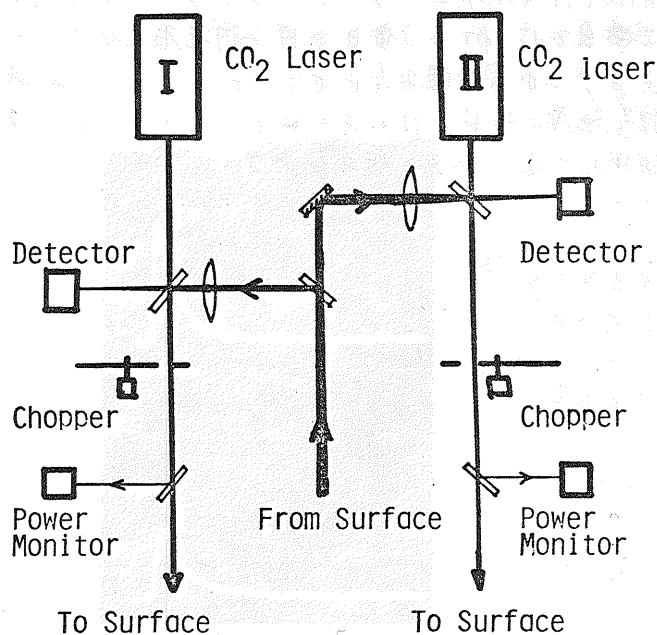 I
CO2 Laser
II
CO2 laser
Detector
Detector
Chopper
Chopper
Power
Monitor
From Surface
Power
Monitor
To Surface
To Surface